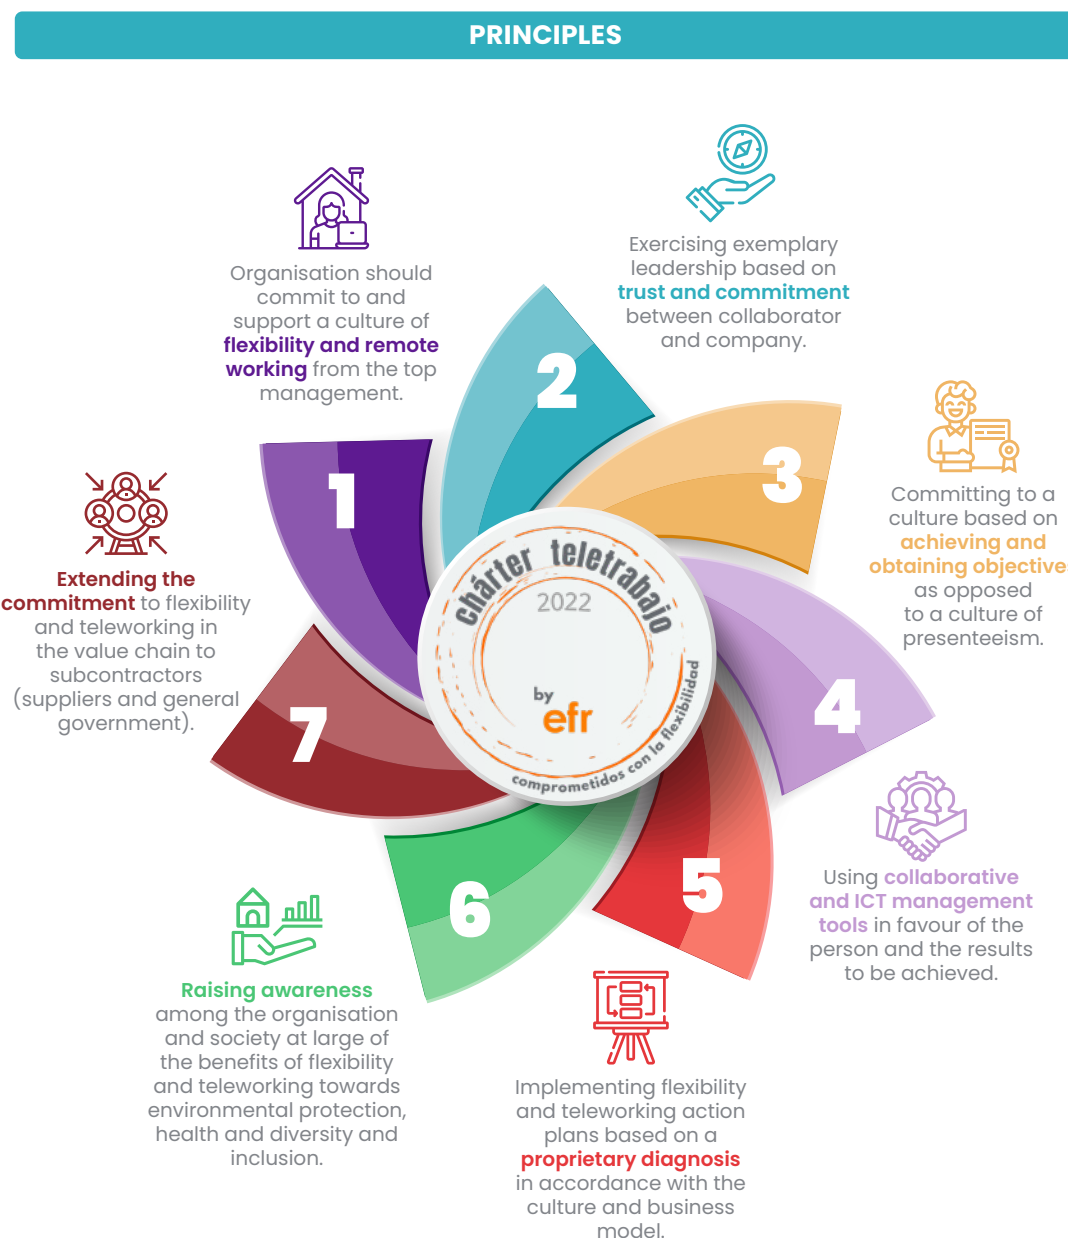 PRINCIPLES
Organisation should
commit to and
support a culture of
flexibility and remote
working from the top
management.
1
Exercising exemplary
leadership based on
trust and commitment
between collaborator
and company.
2
Committing to a
culture based on
achieving and
obtaining objective
as opposed
to a culture of
presenteeism.
3
Using collaborative
and ICT management
tools in favour of the
person and the results
to be achieved.
4
Implementing flexibility
and teleworking action
plans based on a
proprietary diagnosis
in accordance with the
culture and business
model.
5
Raising awareness
among the organisation
and society at large of
the benefits of flexibility
and teleworking towards
environmental protection,
health and diversity and
inclusion.
6
Extending the
commitment to flexibility
and teleworking in
the value chain to
subcontractors
(suppliers and general
government).
7
chárter teletrabajo
2022
by
efr
comprometidos con la flexibilidad